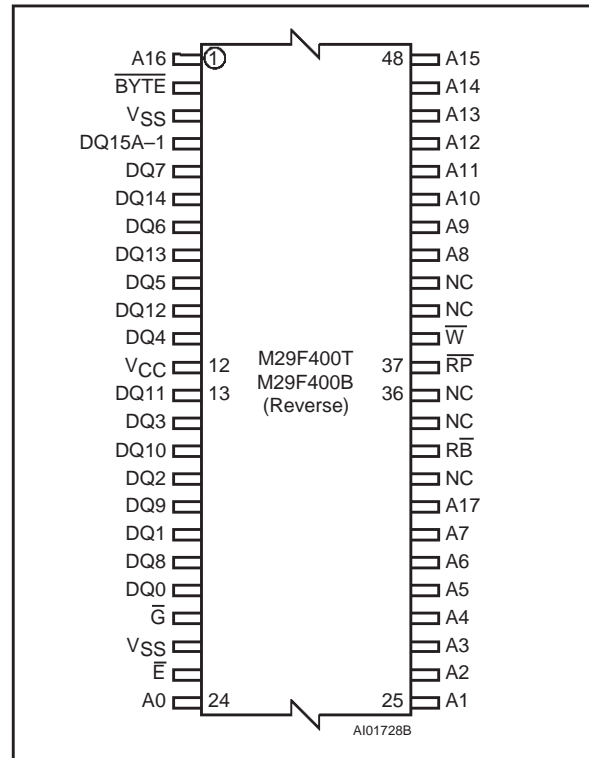 A16 1 48 A15
B̅Y̅T̅E̅ A14
VSS A13
DQ15A–1 A12
DQ7 A11
DQ14 A10
DQ6 A9
DQ13 A8
DQ5 NC
DQ12 NC
DQ4 W̅
VCC 12 M29F400T 37 R̅P̅
M29F400B
DQ11 13 36 NC
(Reverse)
DQ3 NC
DQ10 RB̅
DQ2 NC
DQ9 A17
DQ1 A7
DQ8 A6
DQ0 A5
G̅ A4
VSS A3
E̅ A2
A0 24 25 A1
AI01728B